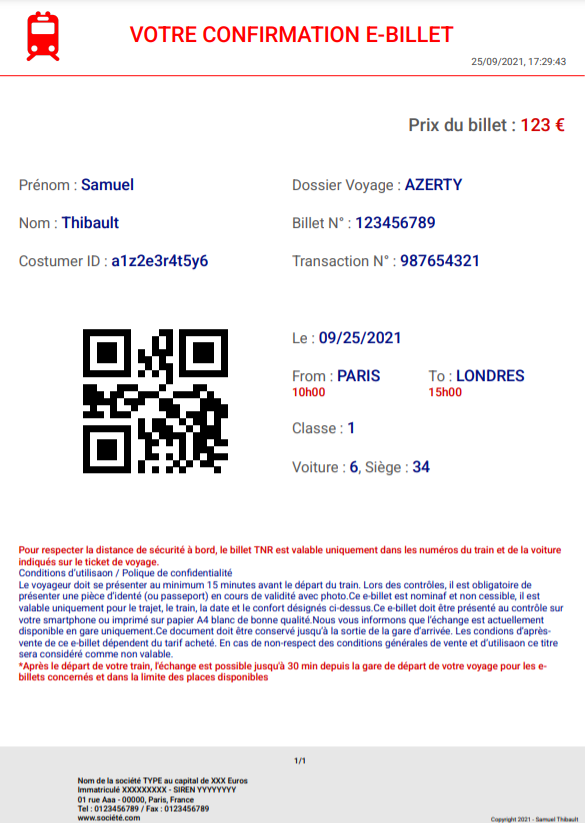 VOTRE CONFIRMATION E-BILLET
25/09/2021, 17:29:43
Prix du billet : 123 €
Prénom : Samuel
Dossier Voyage : AZERTY
Nom : Thibault
Billet N° : 123456789
Costumer ID : a1z2e3r4t5y6
Transaction N° : 987654321
Le : 09/25/2021
From : PARIS To : LONDRES
10h00 15h00
Classe : 1
Voiture : 6, Siège : 34
Pour respecter la distance de sécurité à bord, le billet TNR est valable uniquement dans les numéros du train et de la voiture
indiqués sur le ticket de voyage.
Conditions d'utilisaon / Polique de confidentialité
Le voyageur doit se présenter au minimum 15 minutes avant le départ du train. Lors des contrôles, il est obligatoire de
présenter une pièce d'identé (ou passeport) en cours de validité avec photo.Ce e-billet est nominaf et non cessible, il est
valable uniquement pour le trajet, le train, la date et le confort désignés ci-dessus.Ce e-billet doit être présenté au contrôle sur
votre smartphone ou imprimé sur papier A4 blanc de bonne qualité.Nous vous informons que l'échange est actuellement
disponible en gare uniquement.Ce document doit être conservé jusqu'à la sortie de la gare d'arrivée. Les condions d'après-
vente de ce e-billet dépendent du tarif acheté. En cas de non-respect des conditions générales de vente et d'utilisaon ce titre
sera considéré comme non valable.
*Après le départ de votre train, l'échange est possible jusqu'à 30 min depuis la gare de départ de votre voyage pour les e-
billets concernés et dans la limite des places disponibles
1/1
Nom de la société TYPE au capital de XXX Euros
Immatriculé XXXXXXXXX - SIREN YYYYYYYY
01 rue Aaa - 00000, Paris, France
Tel : 0123456789 / Fax : 0123456789
www.société.com
Copyright 2021 - Samuel Thibault